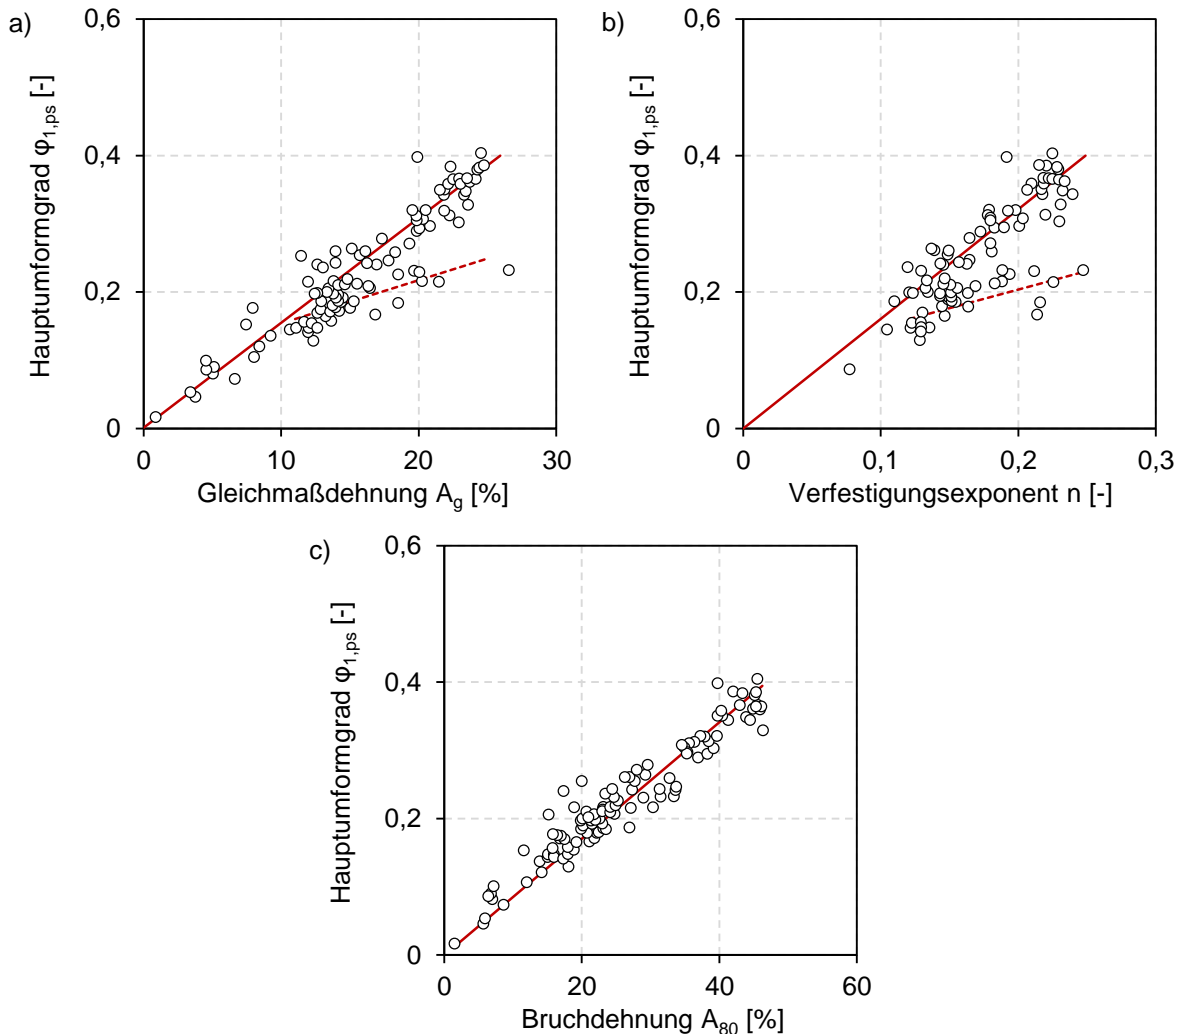 a)
Hauptumformgrad φ1,ps [-]
0,6
0,4
0,2
0
0
10
20
30
Gleichmaßdehnung Ag [%]
b)
Hauptumformgrad φ1,ps [-]
0,6
0,4
0,2
0
0
0,1
0,2
0,3
Verfestigungsexponent n [-]
c)
Hauptumformgrad φ1,ps [-]
0,6
0,4
0,2
0
0
20
40
60
Bruchdehnung A80 [%]